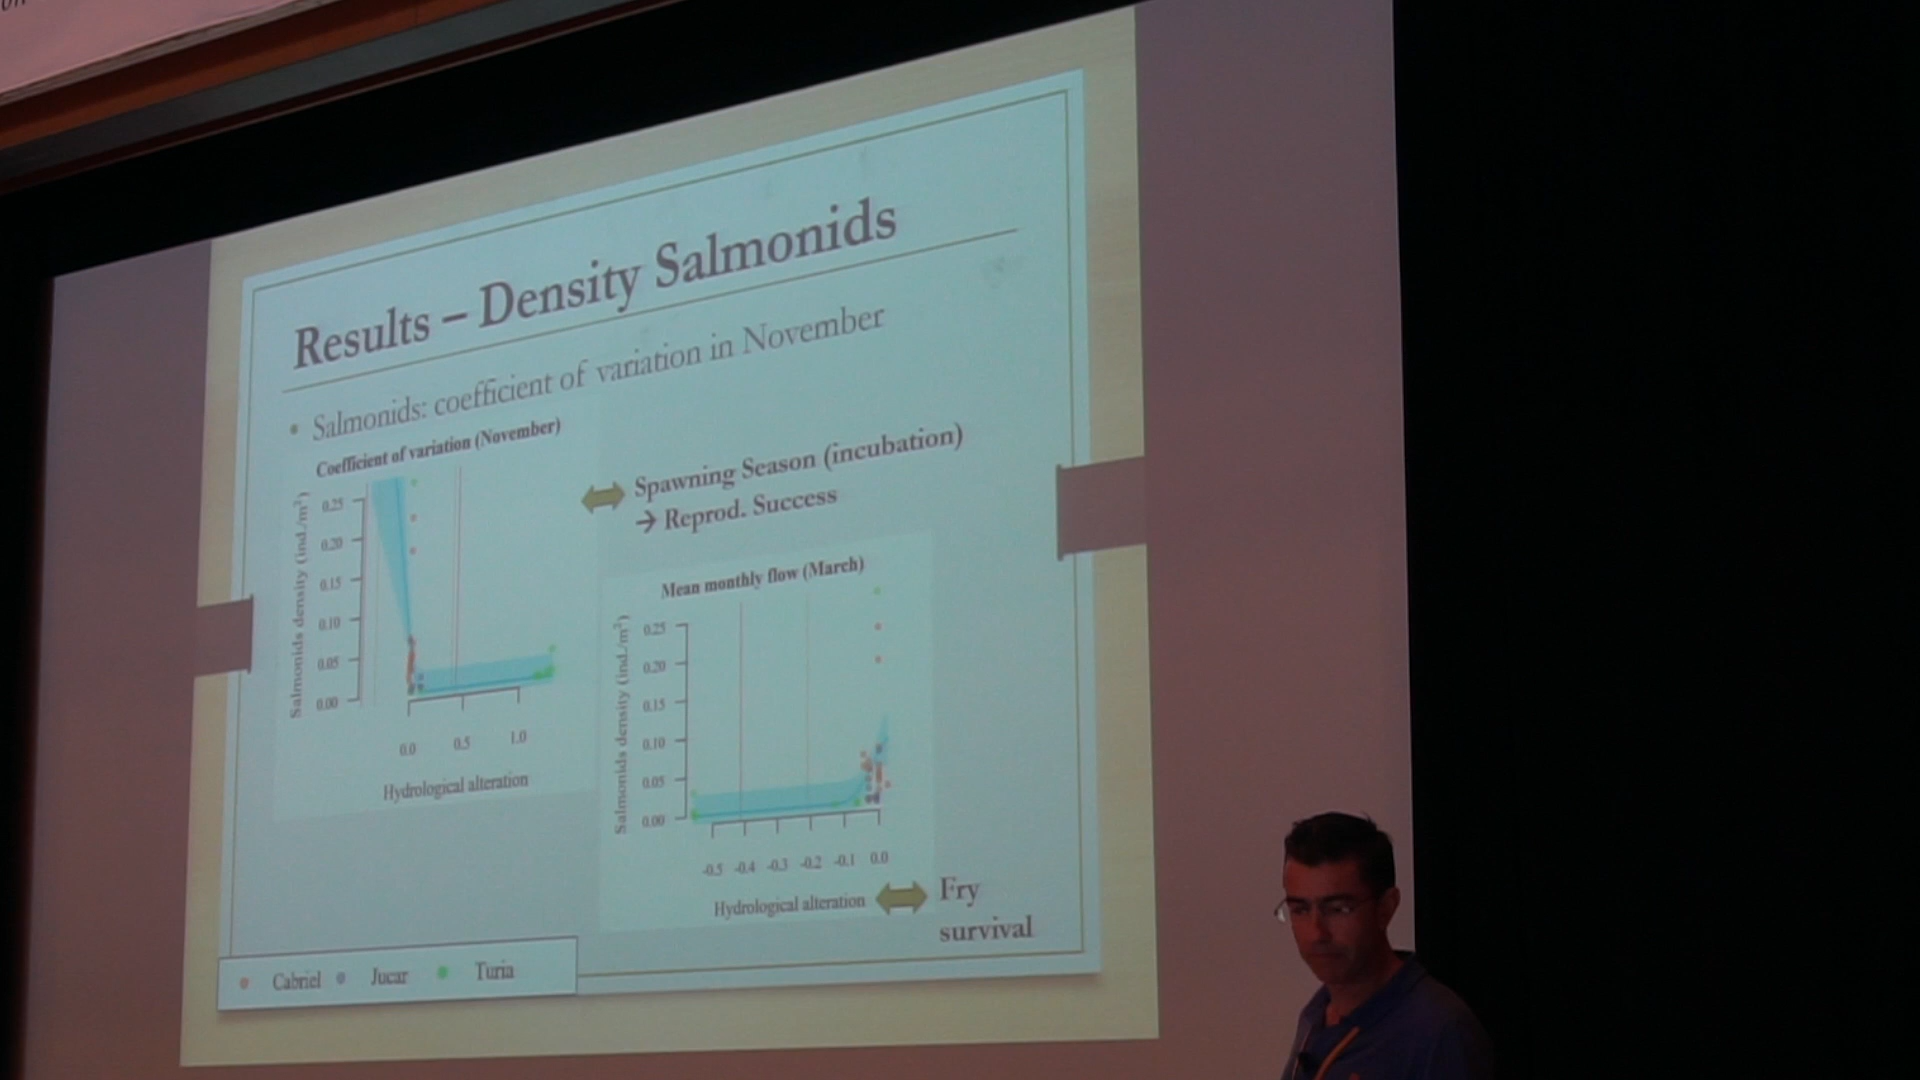 Results – Density Salmonids
• Salmonids: coefficient of variation in November
Coefficient of variation (November)
Salmonids density (ind./m²)
0.25
0.20
0.15
0.10
0.05
0.00
0.0 0.5 1.0
Hydrological alteration
Spawning Season (incubation)
→ Reprod. Success
Mean monthly flow (March)
Salmonids density (ind./m²)
0.25
0.20
0.15
0.10
0.05
0.00
-0.5 -0.4 -0.3 -0.2 -0.1 0.0
Hydrological alteration
Fry
survival
Cabriel Jucar Turia